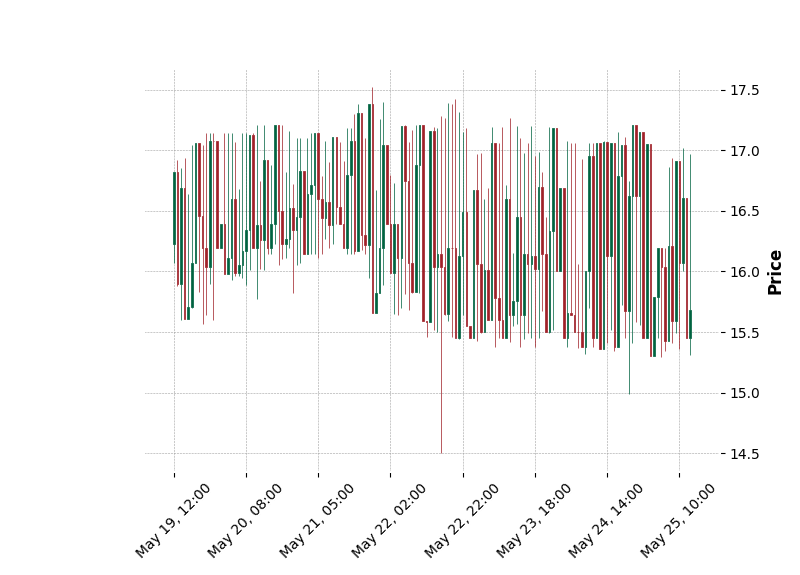 17.5
17.0
16.5
16.0
15.5
15.0
14.5
Price
May 19, 12:00
May 20, 08:00
May 21, 05:00
May 22, 02:00
May 22, 22:00
May 23, 18:00
May 24, 14:00
May 25, 10:00